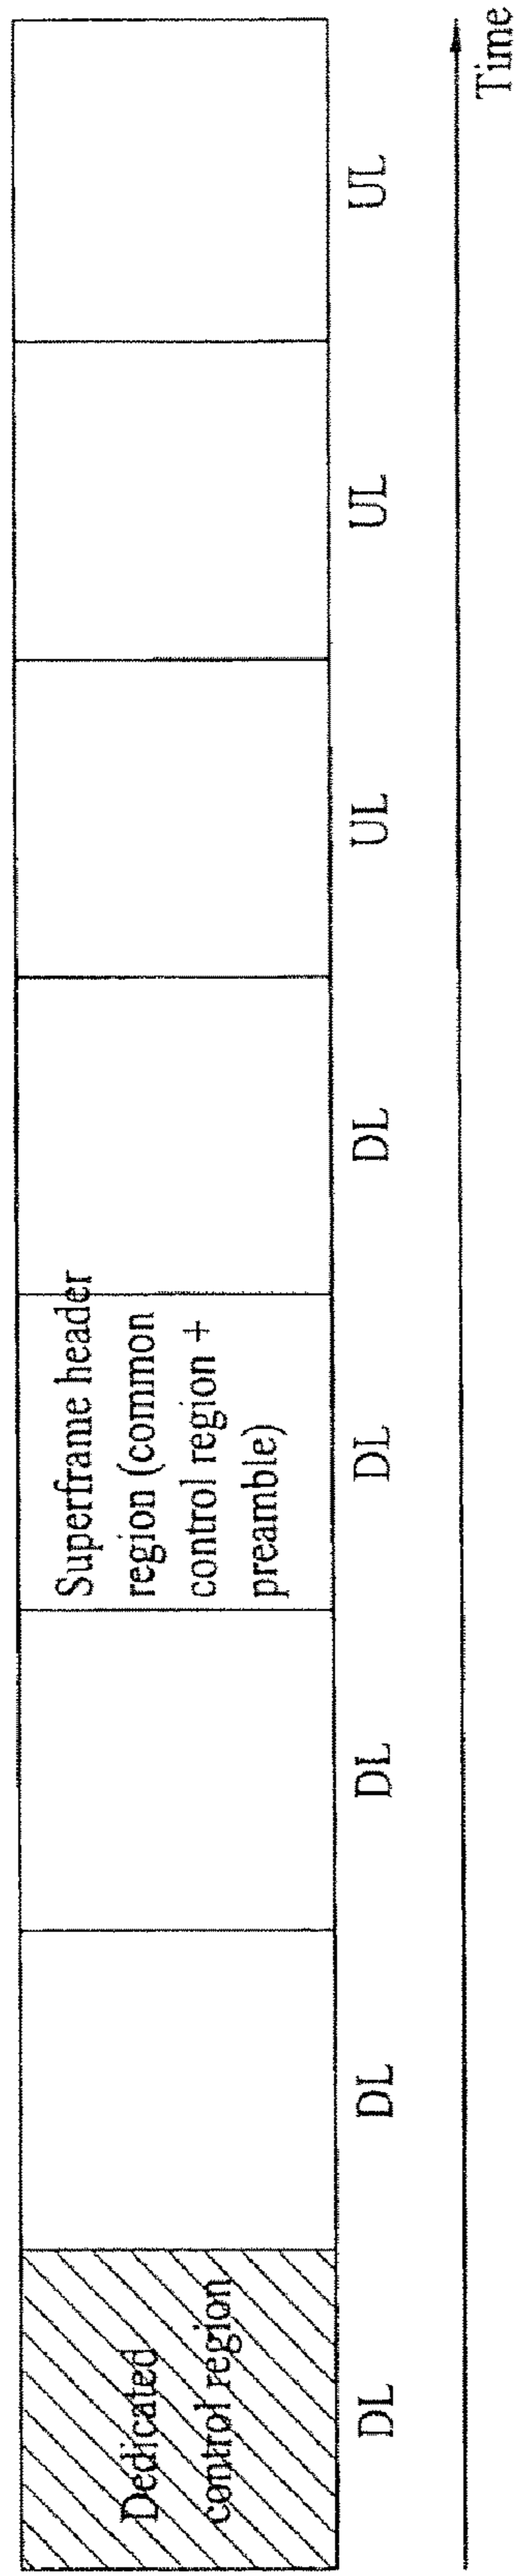 Dedicated
control region
Superframe header
region (common
control region +
preamble)
DL
DL
DL
DL
DL
UL
UL
UL
Time